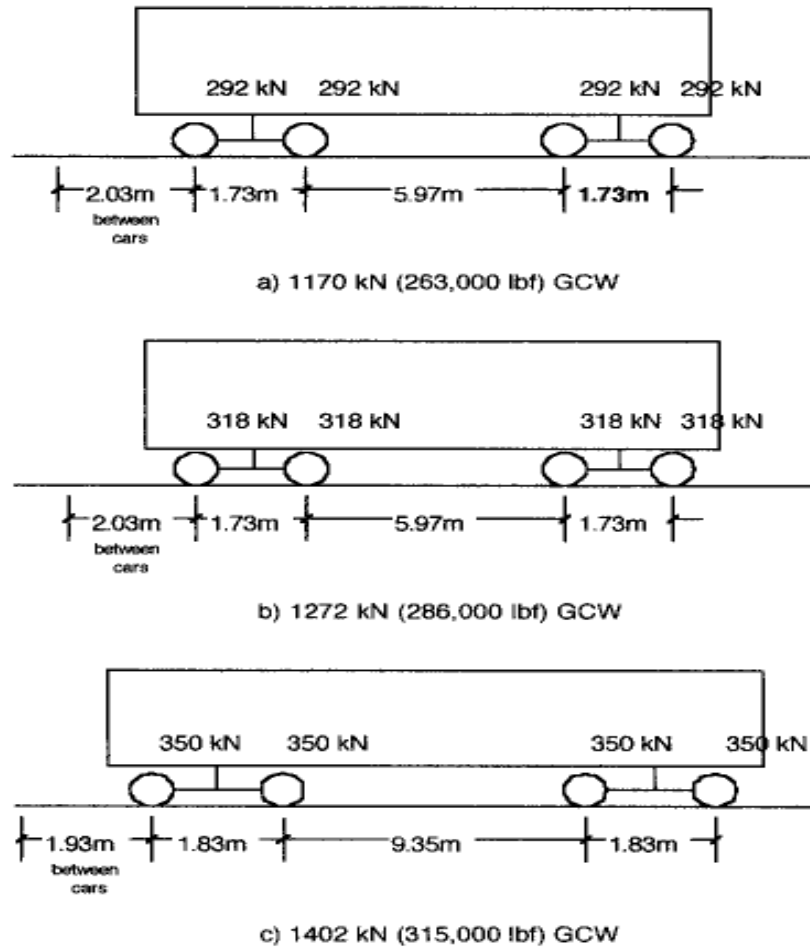 292 kN 292 kN 292 kN 292 kN
2.03m 1.73m 5.97m 1.73m
between
cars
a) 1170 kN (263,000 lbf) GCW
318 kN 318 kN 318 kN 318 kN
2.03m 1.73m 5.97m 1.73m
between
cars
b) 1272 kN (286,000 lbf) GCW
350 kN 350 kN 350 kN 350 kN
1.93m 1.83m 9.35m 1.83m
between
cars
c) 1402 kN (315,000 lbf) GCW